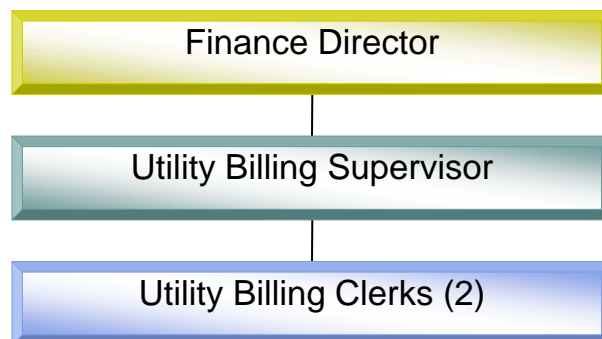 Finance Director
Utility Billing Supervisor
Utility Billing Clerks (2)